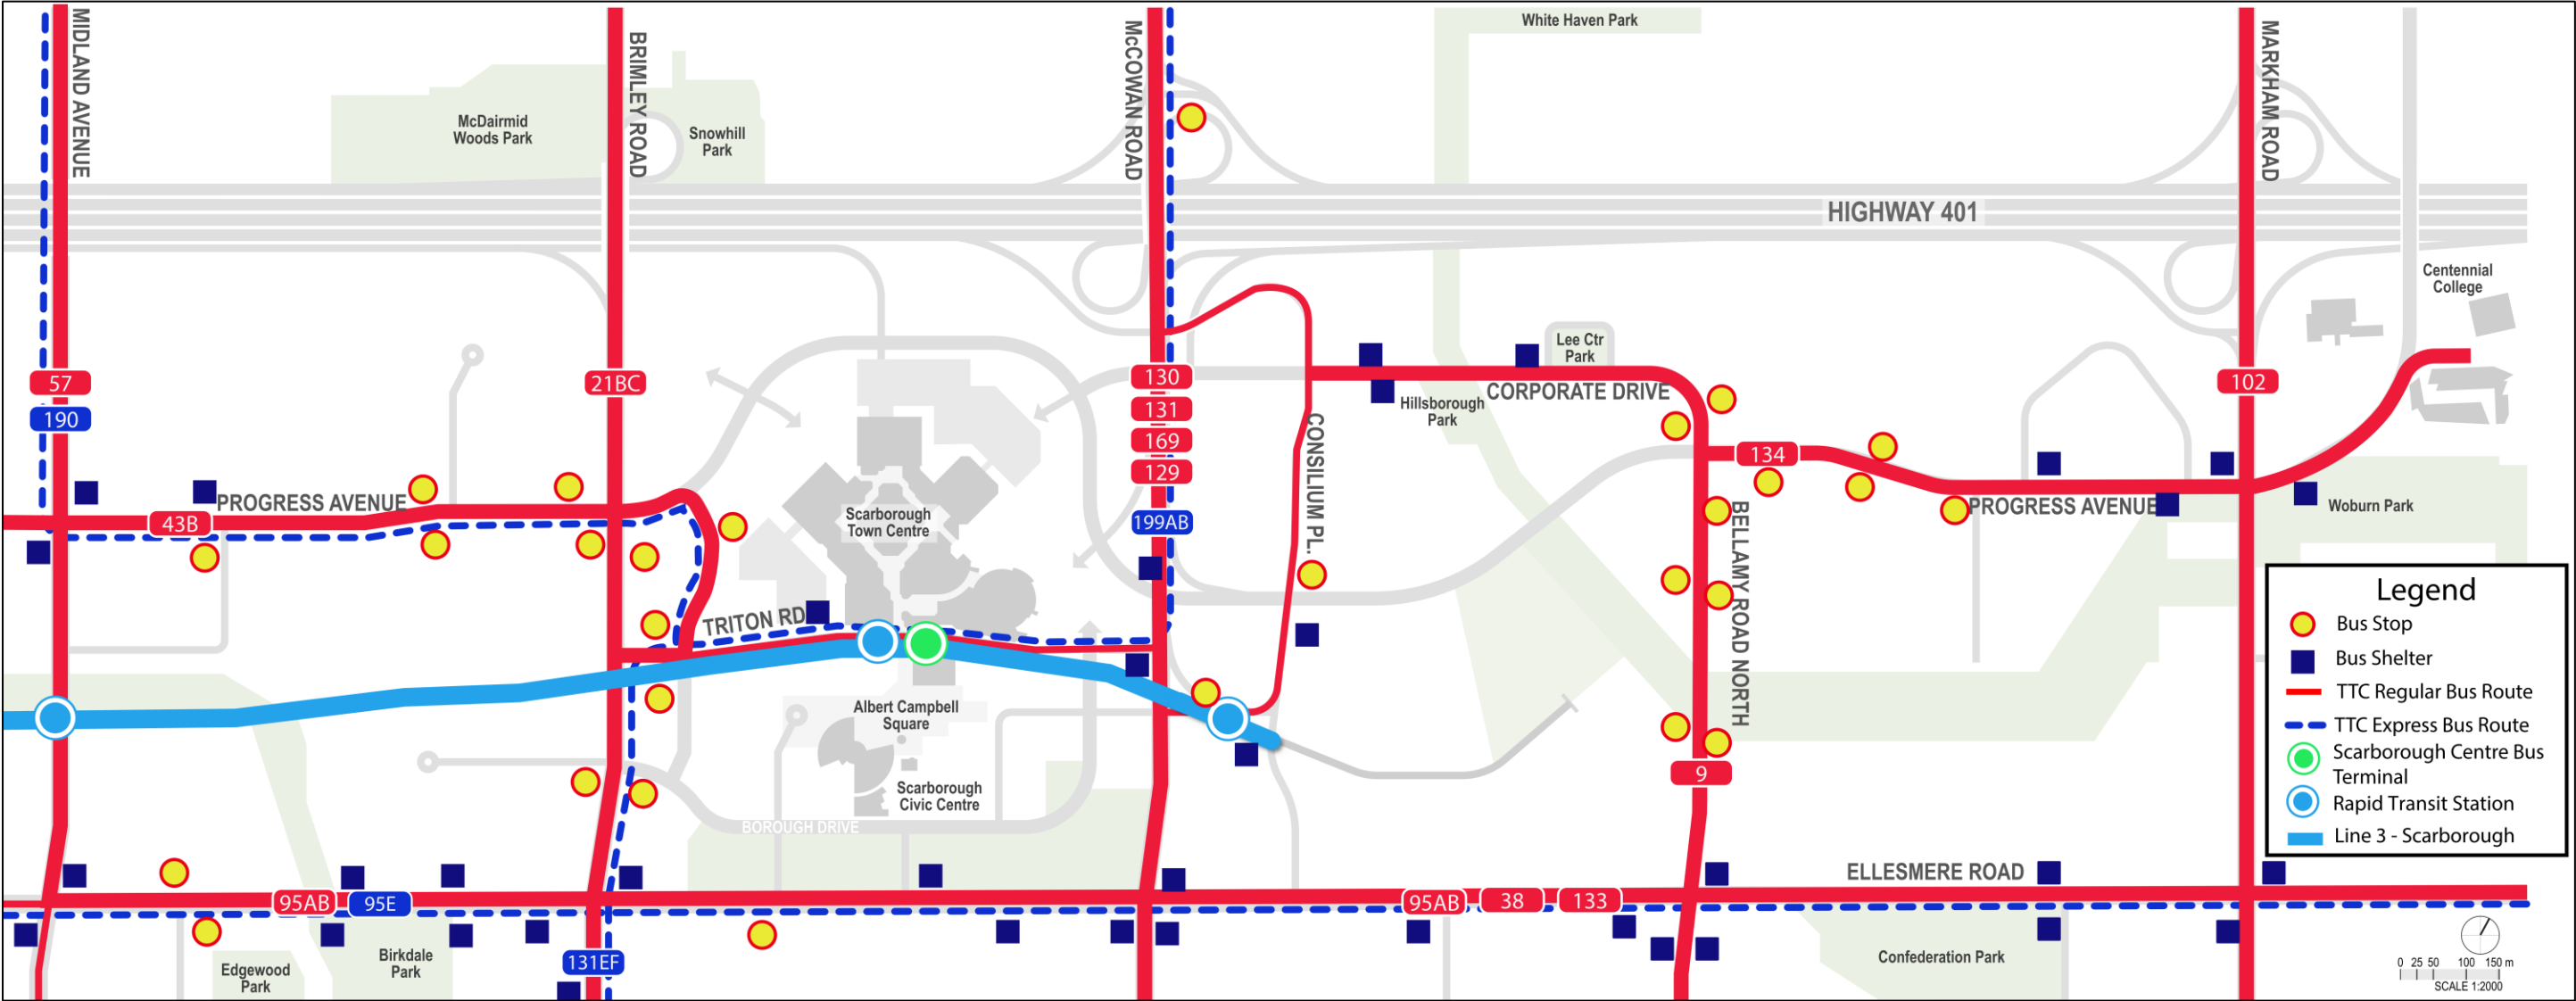 MIDLAND AVENUE
BRIMLEY ROAD
McCOWAN ROAD
White Haven Park
MARKHAM ROAD
McDairmid
Woods Park
Snowhill
Park
HIGHWAY 401
Centennial
College
57
190
21BC
130
131
169
129
199AB
Lee Ctr
Park
CORPORATE DRIVE
Hillsborough
Park
102
CONSILIUM PL.
134
PROGRESS AVENUE
43B
Scarborough
Town Centre
PROGRESS AVENUE
Woburn Park
BELLAMY ROAD NORTH
TRITON RD
Albert Campbell
Square
Scarborough
Civic Centre
BOROUGH DRIVE
9
Legend
Bus Stop
Bus Shelter
TTC Regular Bus Route
TTC Express Bus Route
Scarborough Centre Bus
Terminal
Rapid Transit Station
Line 3 - Scarborough
ELLESMERE ROAD
95AB
95E
95AB
38
133
131EF
Edgewood
Park
Birkdale
Park
Confederation Park
0 25 50 100 150 m
SCALE 1:2000